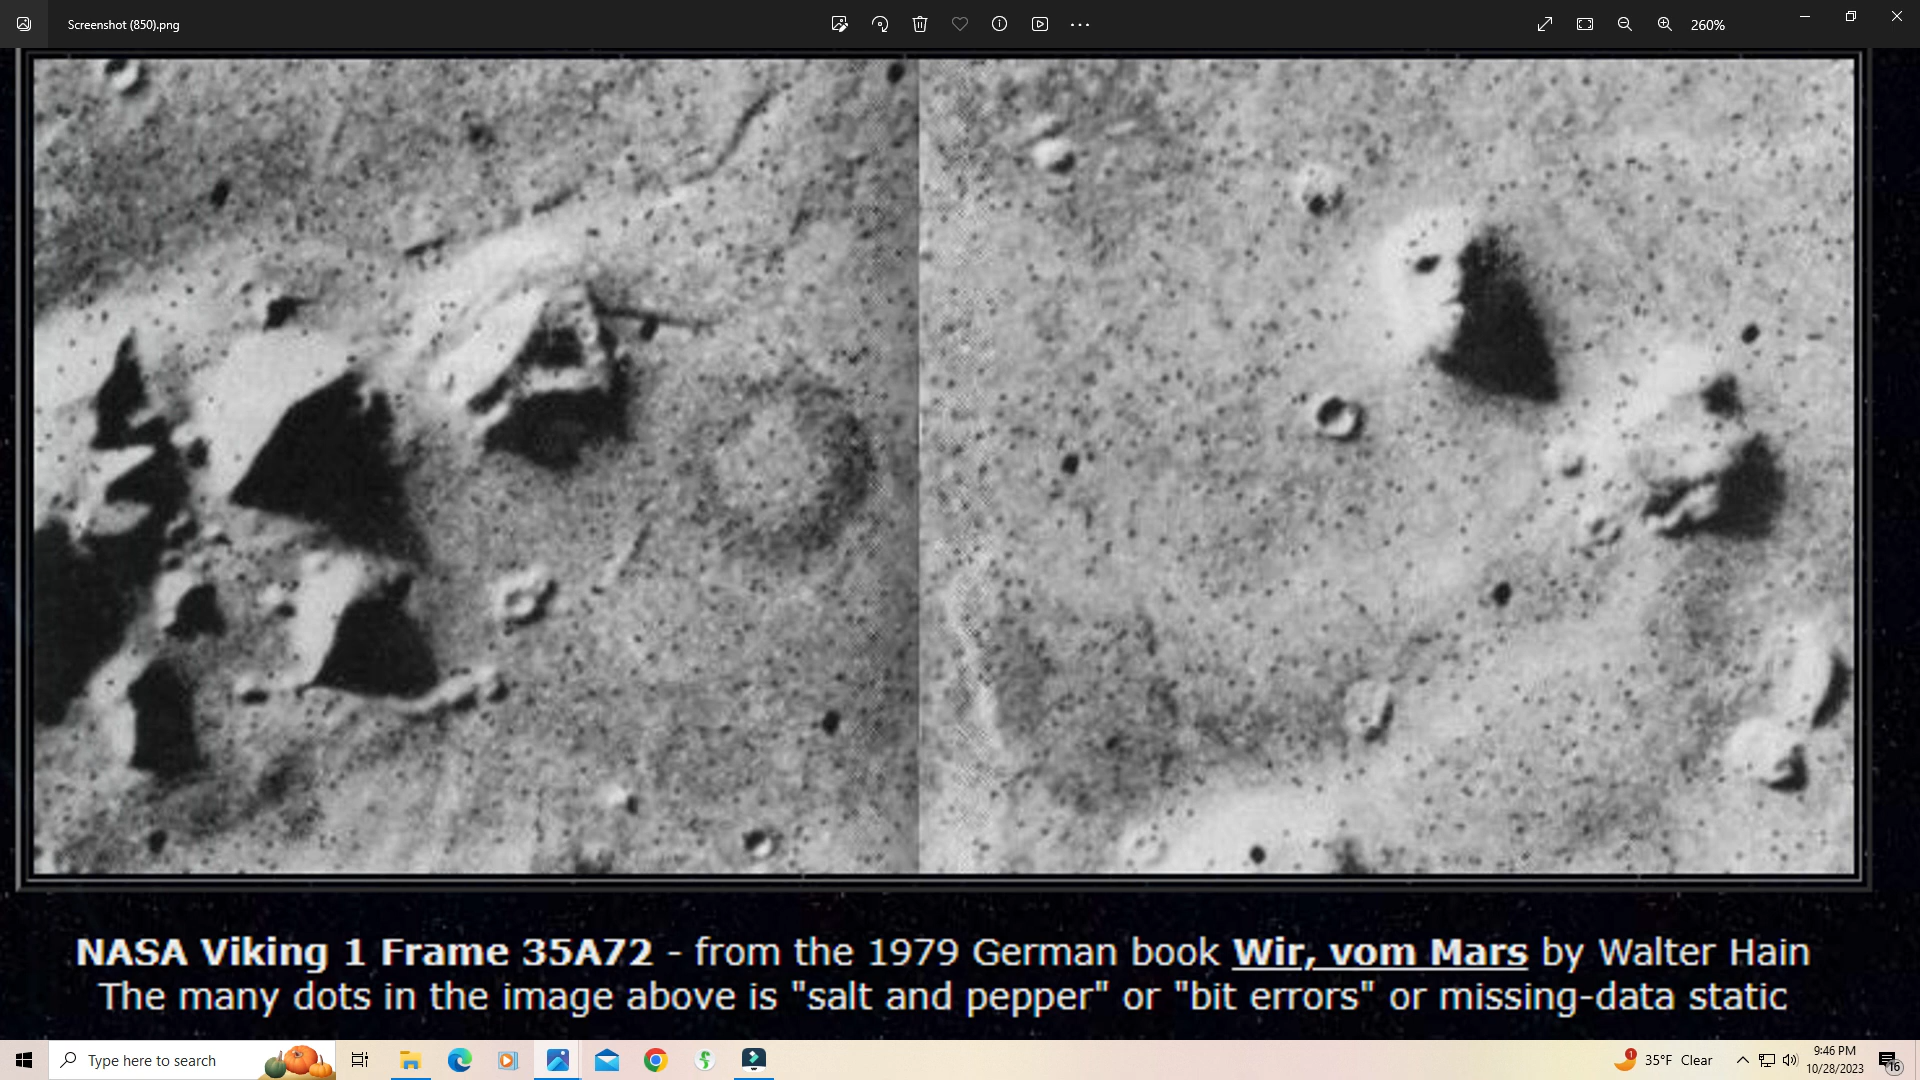 Screenshot (850).png
260%
NASA Viking 1 Frame 35A72 - from the 1979 German book Wir, vom Mars by Walter Hain
The many dots in the image above is "salt and pepper" or "bit errors" or missing-data static
Type here to search
1
35°F Clear
9:46 PM
10/28/2023
16